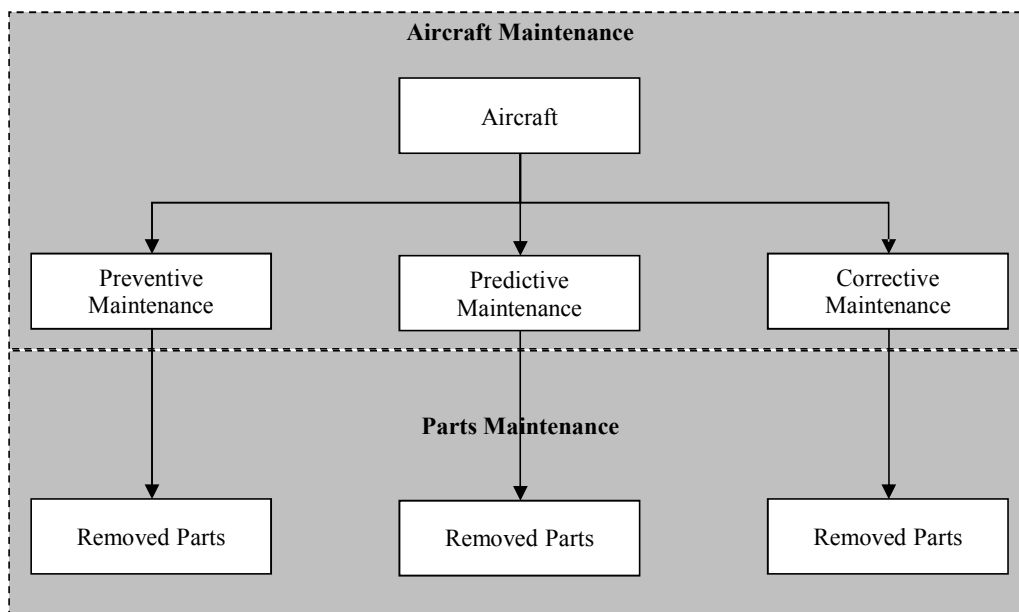 Aircraft Maintenance
Aircraft
Preventive
Maintenance
Predictive
Maintenance
Corrective
Maintenance
Parts Maintenance
Removed Parts
Removed Parts
Removed Parts